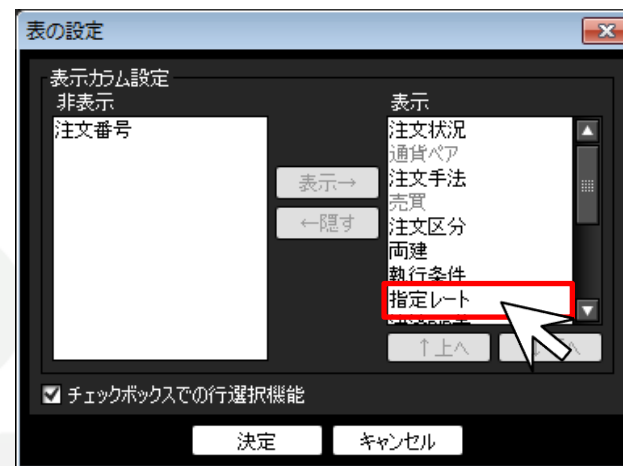 表の設定
表示カラム設定
非表示
表示
注文番号
注文状況
通貨ペア
注文手法
売買
注文区分
両建
執行条件
指定レート
表示→
←隠す
↑上へ
チェックボックスでの行選択機能
決定
キャンセル